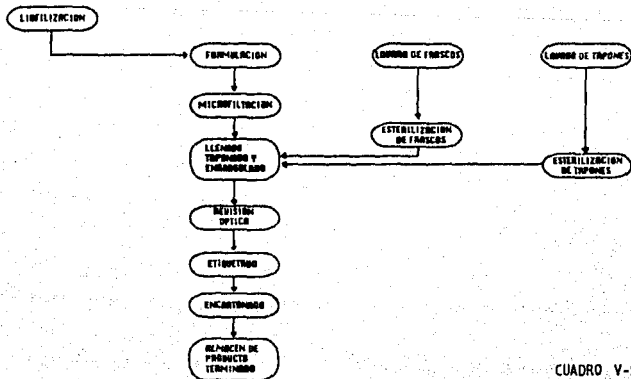 LIOFILIZACION
FORMULACION
LAVADO DE FRASCOS
LAVADO DE TAPONES
MICROFILTACION
ESTERILIZACION
DE FRASCOS
LLENADO
TAPONADO Y
ENGARGOLADO
ESTERILIZACION
DE TAPONES
REVISION
OPTICA
ETIQUETADO
ENCARTONADO
ALMACEN DE
PRODUCTO
TERMINADO
CUADRO V-